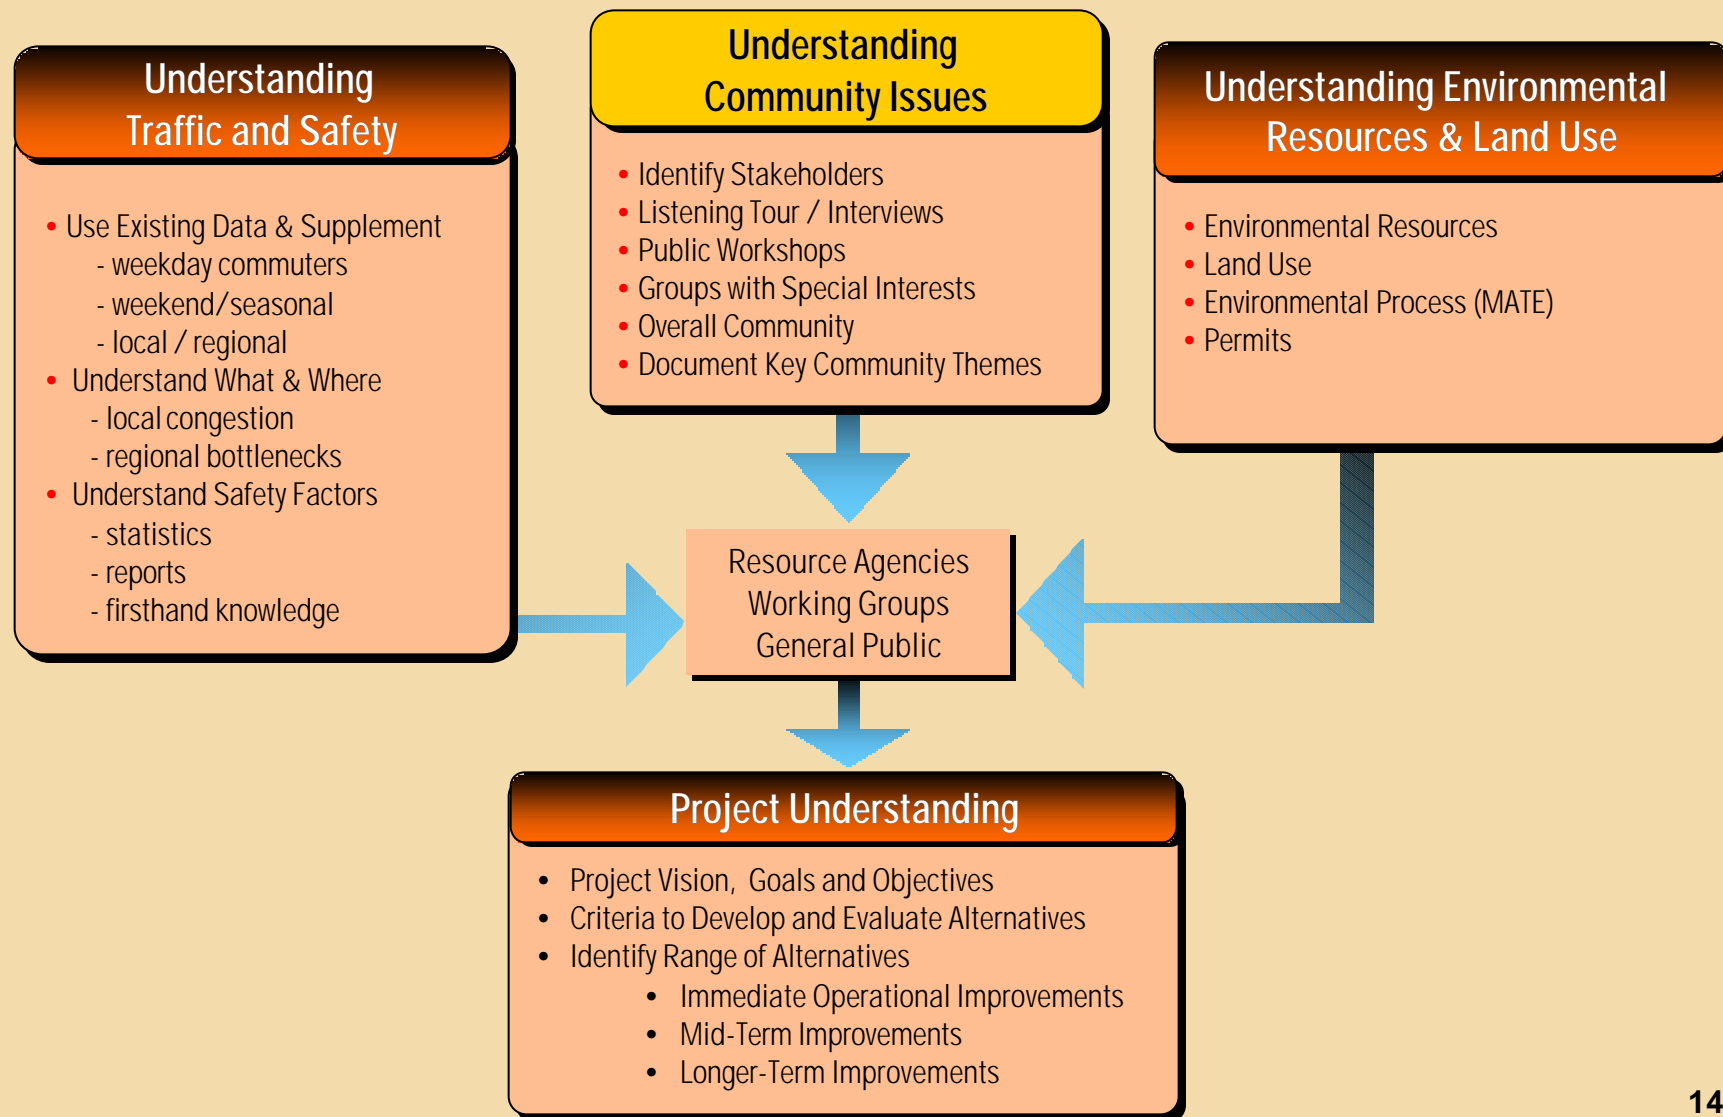 Understanding
Traffic and Safety
• Use Existing Data & Supplement
- weekday commuters
- weekend/seasonal
- local / regional
• Understand What & Where
- local congestion
- regional bottlenecks
• Understand Safety Factors
- statistics
- reports
- firsthand knowledge
Understanding
Community Issues
• Identify Stakeholders
• Listening Tour / Interviews
• Public Workshops
• Groups with Special Interests
• Overall Community
• Document Key Community Themes
Understanding Environmental
Resources & Land Use
• Environmental Resources
• Land Use
• Environmental Process (MATE)
• Permits
Resource Agencies
Working Groups
General Public
Project Understanding
• Project Vision, Goals and Objectives
• Criteria to Develop and Evaluate Alternatives
• Identify Range of Alternatives
• Immediate Operational Improvements
• Mid-Term Improvements
• Longer-Term Improvements
14